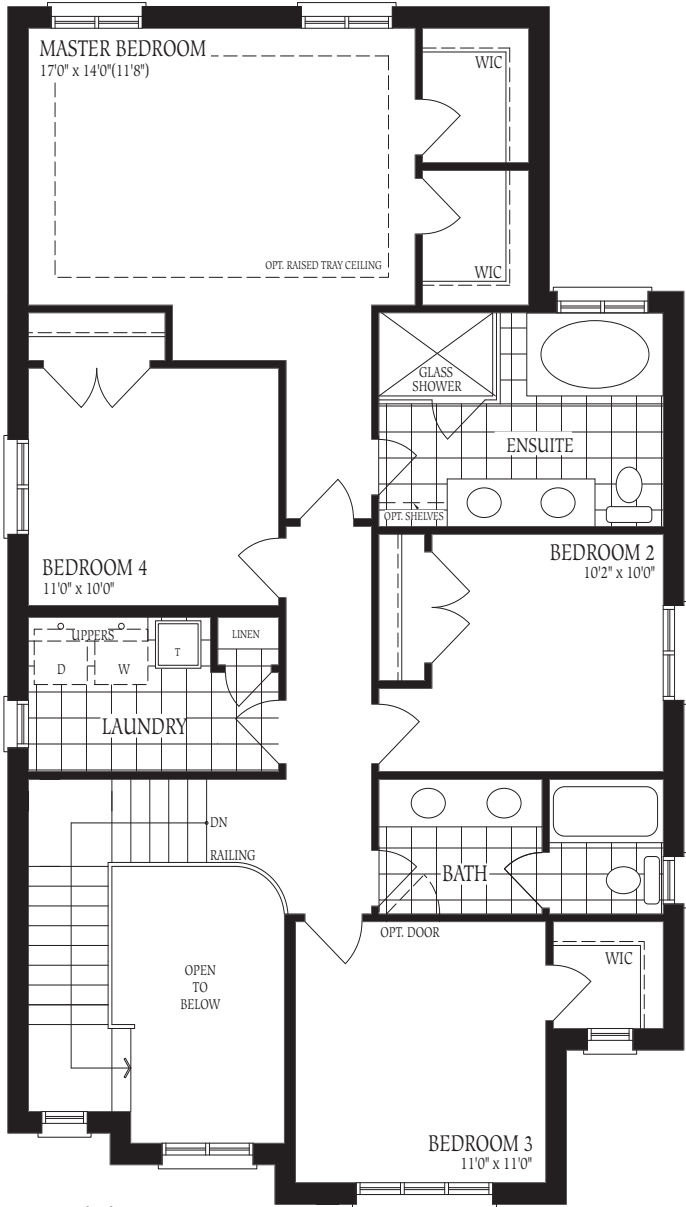 MASTER BEDROOM
17'0" x 14'0"(11'8")
WIC
OPT. RAISED TRAY CEILING
WIC
GLASS
SHOWER
ENSUITE
OPT. SHELVES
BEDROOM 4
11'0" x 10'0"
BEDROOM 2
10'2" x 10'0"
UPPERS
LINEN
D
W
T
LAUNDRY
DN
RAILING
BATH
OPT. DOOR
OPEN
TO
BELOW
WIC
BEDROOM 3
11'0" x 11'0"